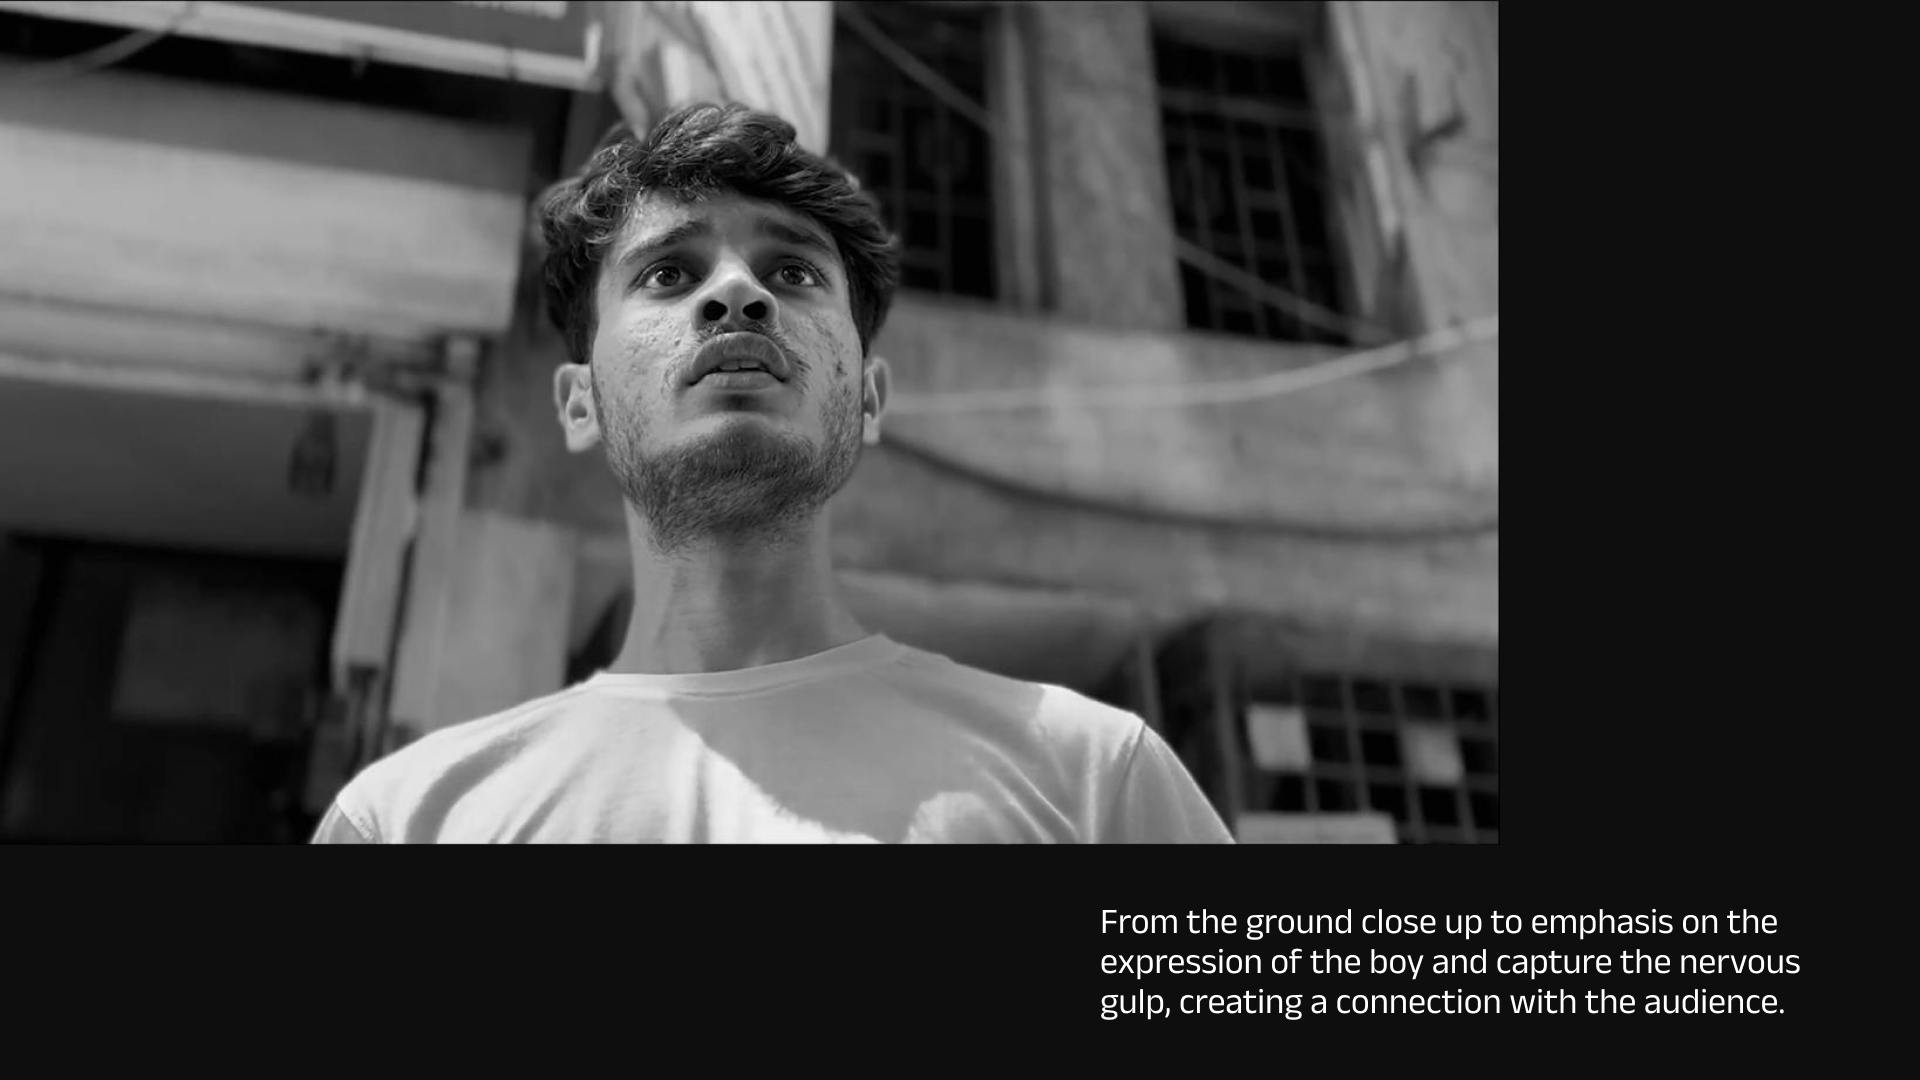 From the ground close up to emphasis on the
expression of the boy and capture the nervous
gulp, creating a connection with the audience.